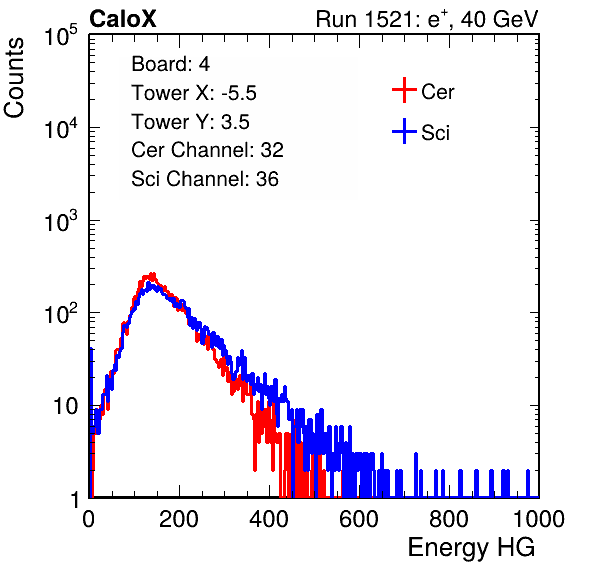 CaloX Run 1521: e⁺, 40 GeV
Counts
10⁵
10⁴
10³
10²
10
1
Board: 4
Tower X: -5.5
Tower Y: 3.5
Cer Channel: 32
Sci Channel: 36
Cer
Sci
0 200 400 600 800 1000
Energy HG